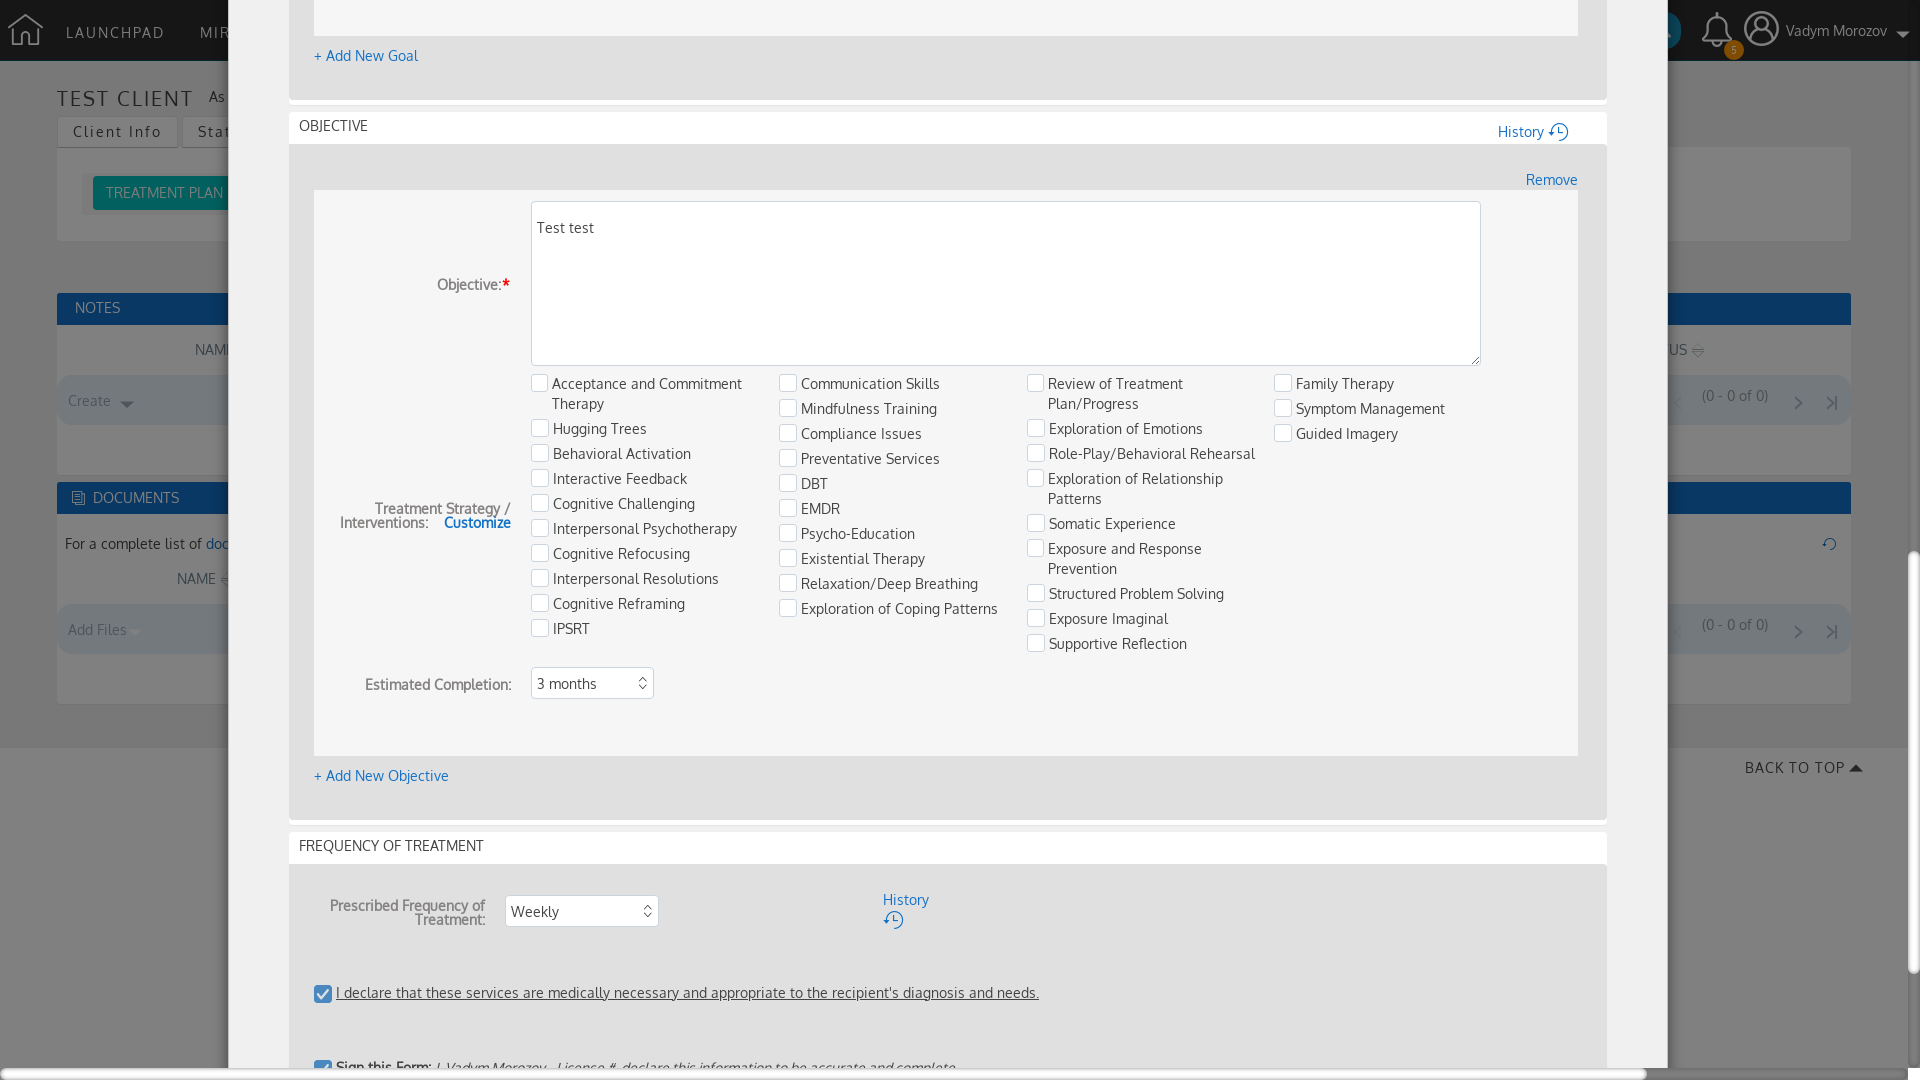 LAUNCHPAD
MIR
5
Vadym Morozov
+ Add New Goal
TEST CLIENT
As
Client Info
Stat
TREATMENT PLAN
OBJECTIVE
History
Remove
Test test
Objective:*
NOTES
NAME
US
Create
(0 - 0 of 0)
Acceptance and Commitment
Therapy
Hugging Trees
Behavioral Activation
Interactive Feedback
Cognitive Challenging
Interpersonal Psychotherapy
Cognitive Refocusing
Interpersonal Resolutions
Cognitive Reframing
IPSRT
Communication Skills
Mindfulness Training
Compliance Issues
Preventative Services
DBT
EMDR
Psycho-Education
Existential Therapy
Relaxation/Deep Breathing
Exploration of Coping Patterns
Review of Treatment
Plan/Progress
Exploration of Emotions
Role-Play/Behavioral Rehearsal
Exploration of Relationship
Patterns
Somatic Experience
Exposure and Response
Prevention
Structured Problem Solving
Exposure Imaginal
Supportive Reflection
Family Therapy
Symptom Management
Guided Imagery
Treatment Strategy /
Interventions: Customize
DOCUMENTS
For a complete list of doc
NAME
Add Files
(0 - 0 of 0)
Estimated Completion:
3 months
+ Add New Objective
BACK TO TOP
FREQUENCY OF TREATMENT
Prescribed Frequency of
Treatment:
Weekly
History
I declare that these services are medically necessary and appropriate to the recipient's diagnosis and needs.
Sign this Form: I, Vadym Morozov, , License #, declare this information to be accurate and complete.